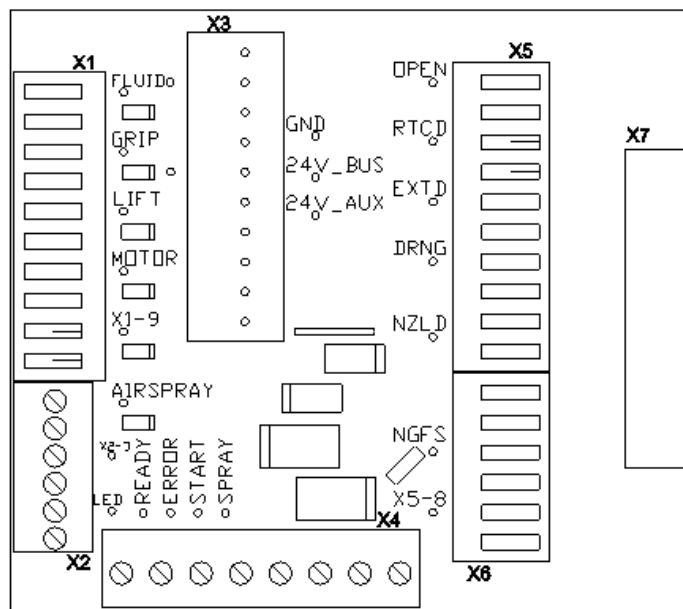 X1
X3
X5
X7
FLUIDo
GRIP
LIFT
MOTOR
X1-9
AIRSPRAY
GND
24V_BUS
24V_AUX
OPEN
RTCD
EXTD
DRNG
NZLD
NGFS
X5-8
LED
READY
ERROR
START
SPRAY
X4
X2
X6